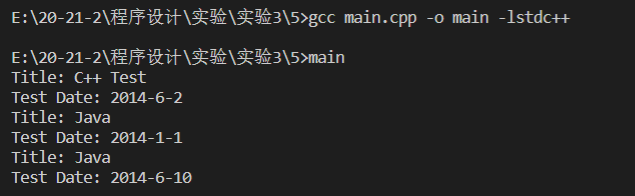 E:\20-21-2\程序设计\实验\实验3\5>gcc main.cpp -o main -lstdc++
E:\20-21-2\程序设计\实验\实验3\5>main
Title: C++ Test
Test Date: 2014-6-2
Title: Java
Test Date: 2014-1-1
Title: Java
Test Date: 2014-6-10